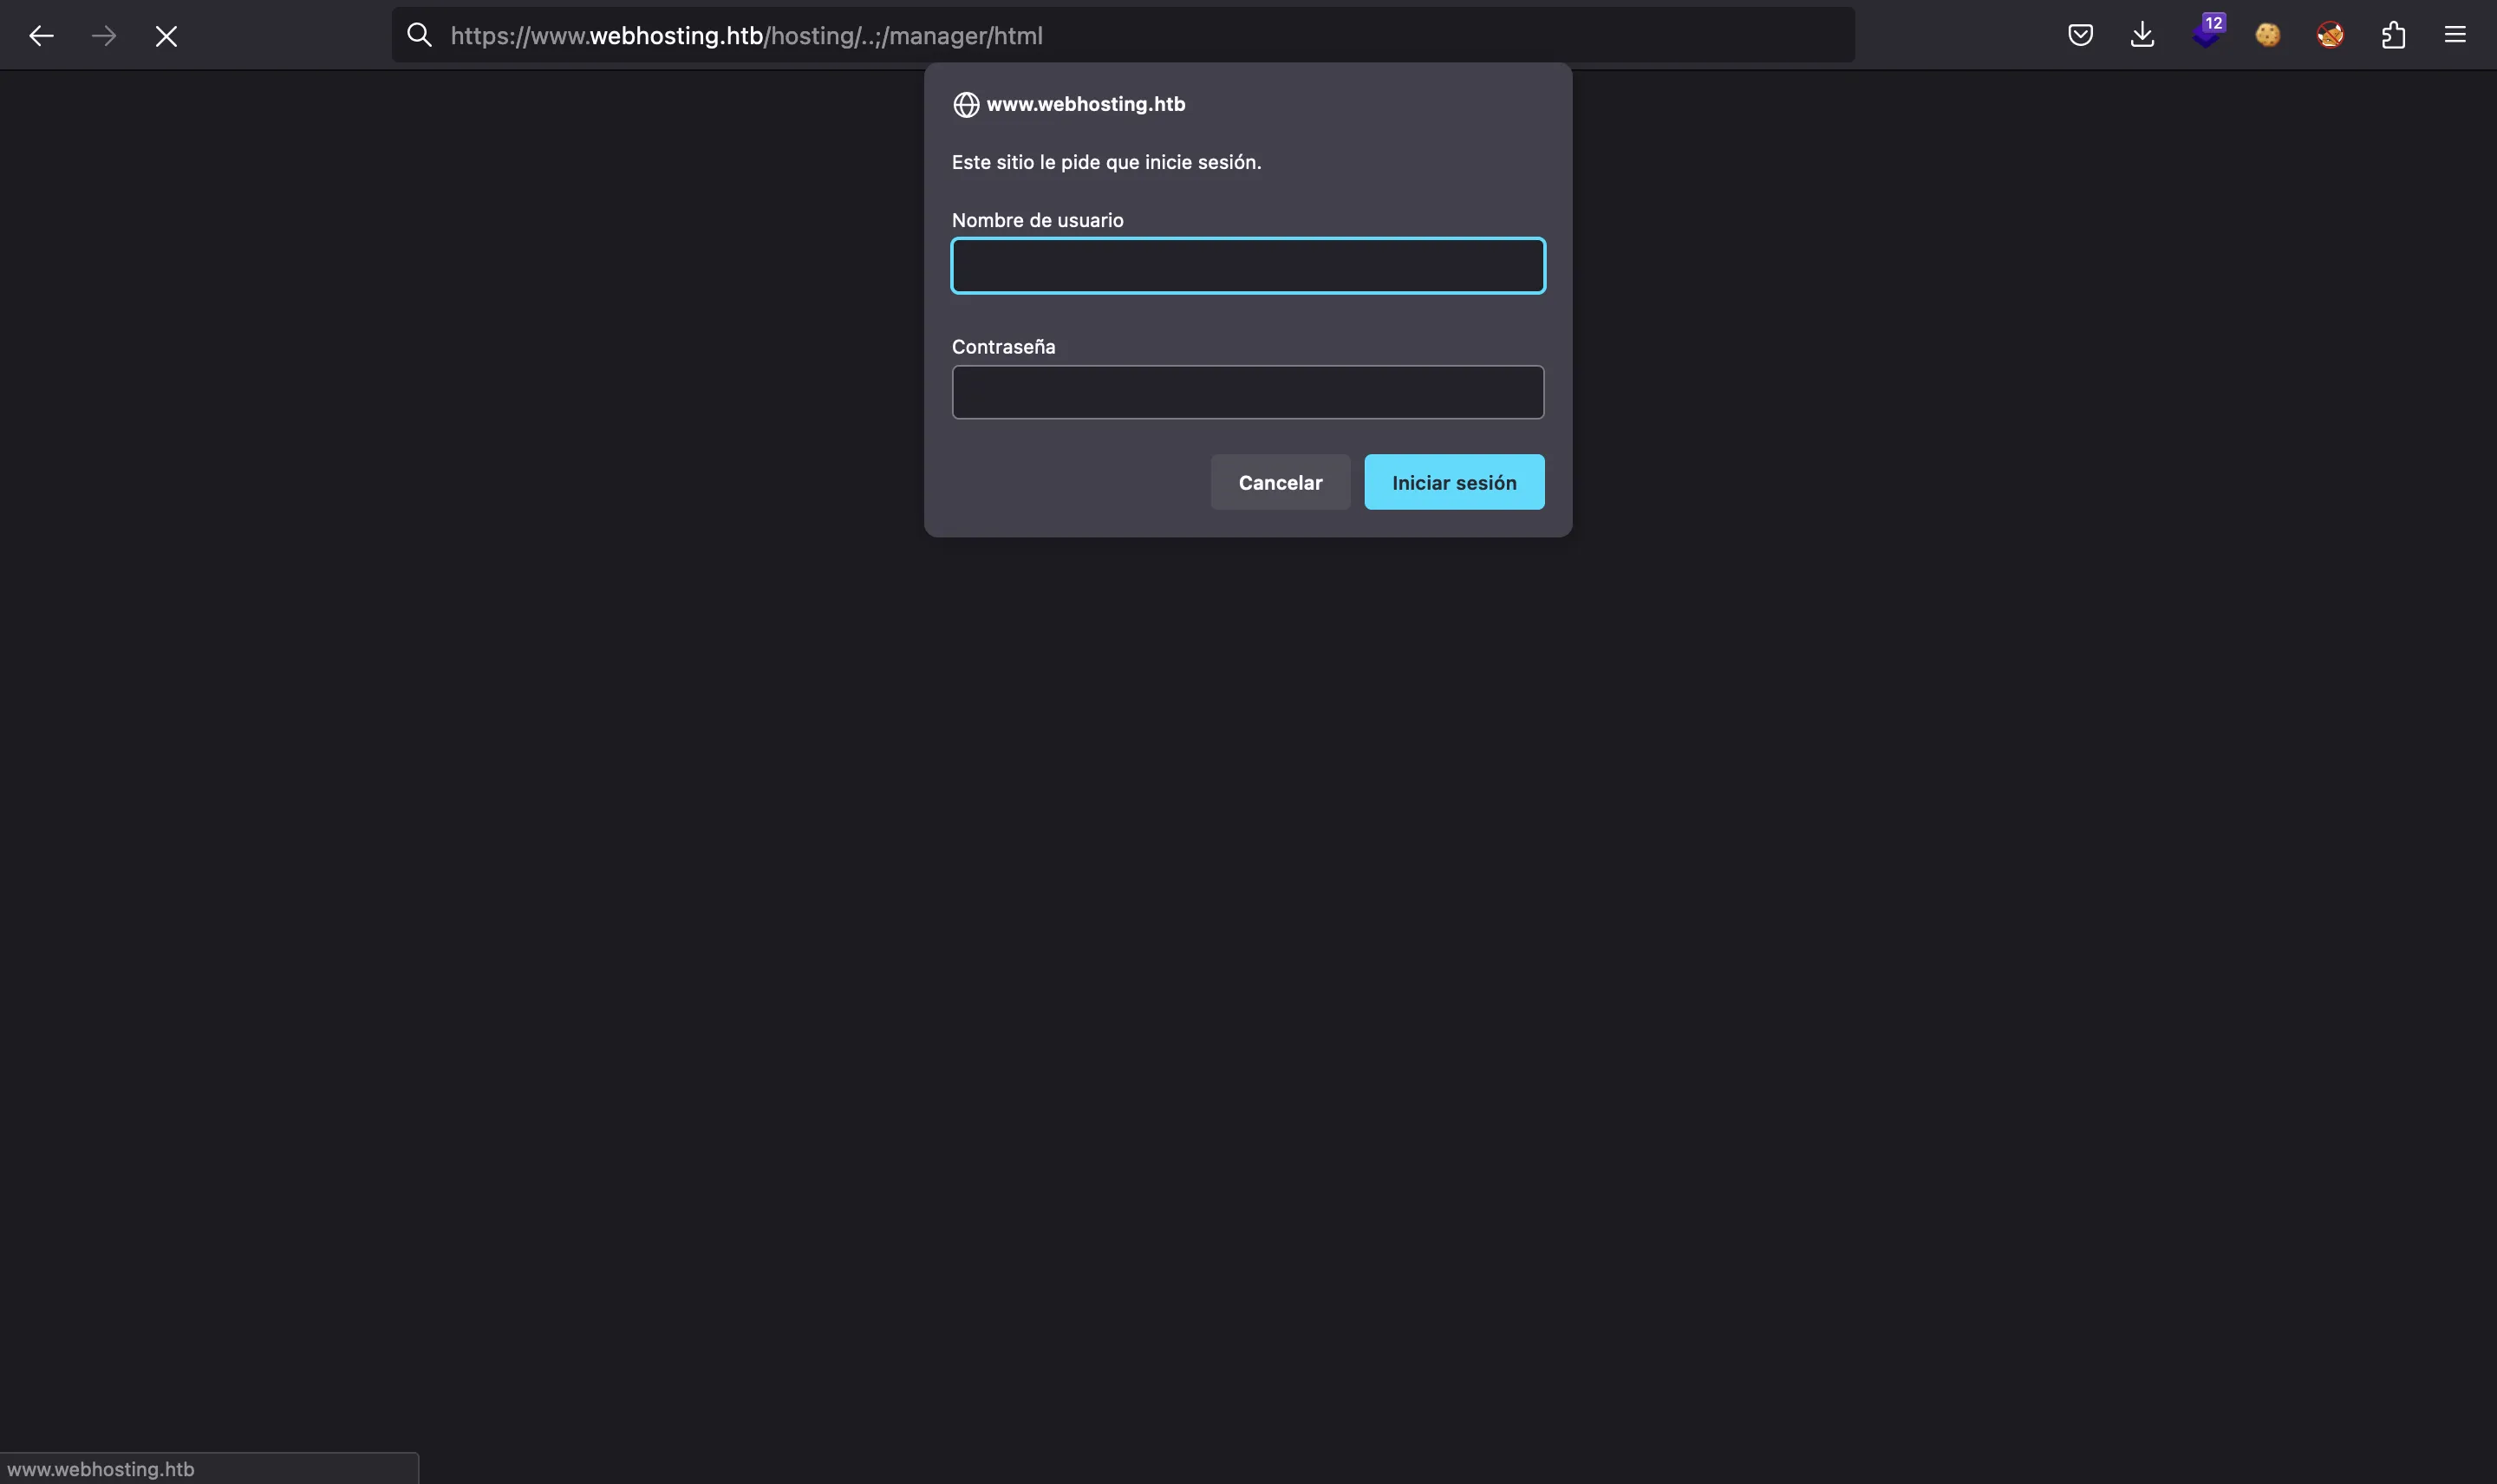 https://www.webhosting.htb/hosting/..;/manager/html
12
www.webhosting.htb
Este sitio le pide que inicie sesión.
Nombre de usuario
Contraseña
Cancelar
Iniciar sesión
www.webhosting.htb